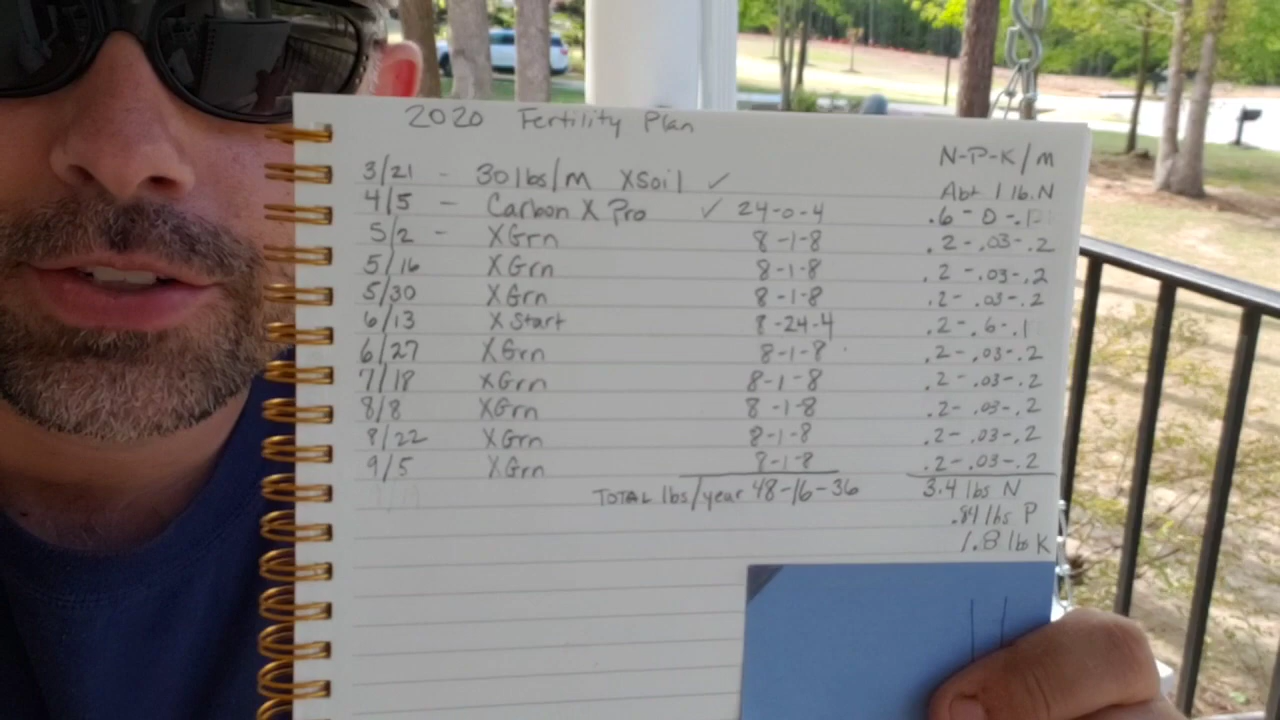 2020 Fertility Plan
N-P-K/m
3/21 - 30 lbs/m XSoil ✓ Abt 1 lb. N
4/5 - Carbon X Pro ✓ 24-0-4 .6-0-.1
5/2 - XGrn 8-1-8 .2-.03-.2
5/16 XGrn 8-1-8 .2-.03-.2
5/30 XGrn 8-1-8 .2-.03-.2
6/13 XStart 8-24-4 .2-.6-.1
6/27 XGrn 8-1-8 .2-.03-.2
7/18 XGrn 8-1-8 .2-.03-.2
8/8 XGrn 8-1-8 .2-.03-.2
8/22 XGrn 8-1-8 .2-.03-.2
9/5 XGrn 8-1-8 .2-.03-.2
TOTAL lbs/year 48-16-36 3.4 lbs N
.84 lbs P
1.8 lbs K